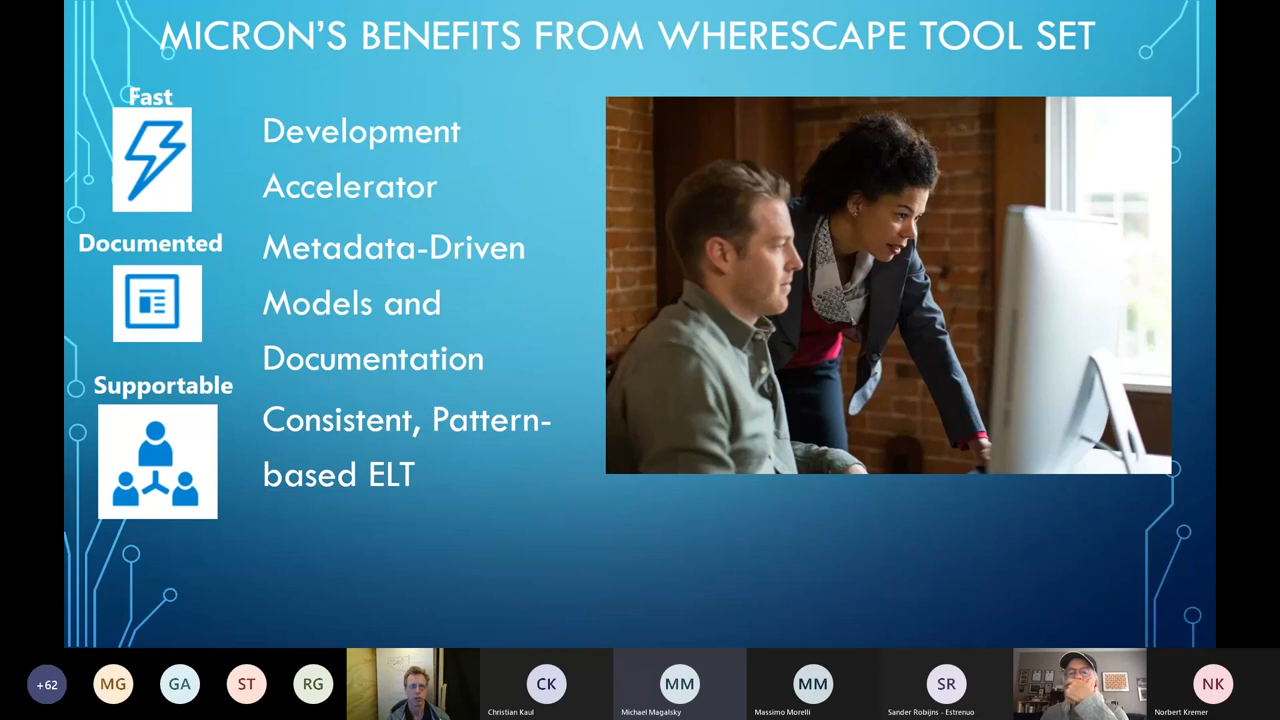 MICRON'S BENEFITS FROM WHERESCAPE TOOL SET
Fast
Development
Accelerator
Documented
Metadata-Driven
Models and
Documentation
Supportable
Consistent, Pattern-
based ELT
+62
MG
GA
ST
RG
CK
Christian Kaul
MM
Michael Magalsky
MM
Massimo Morelli
SR
Sander Robijns - Estrenuo
NK
Norbert Kremer